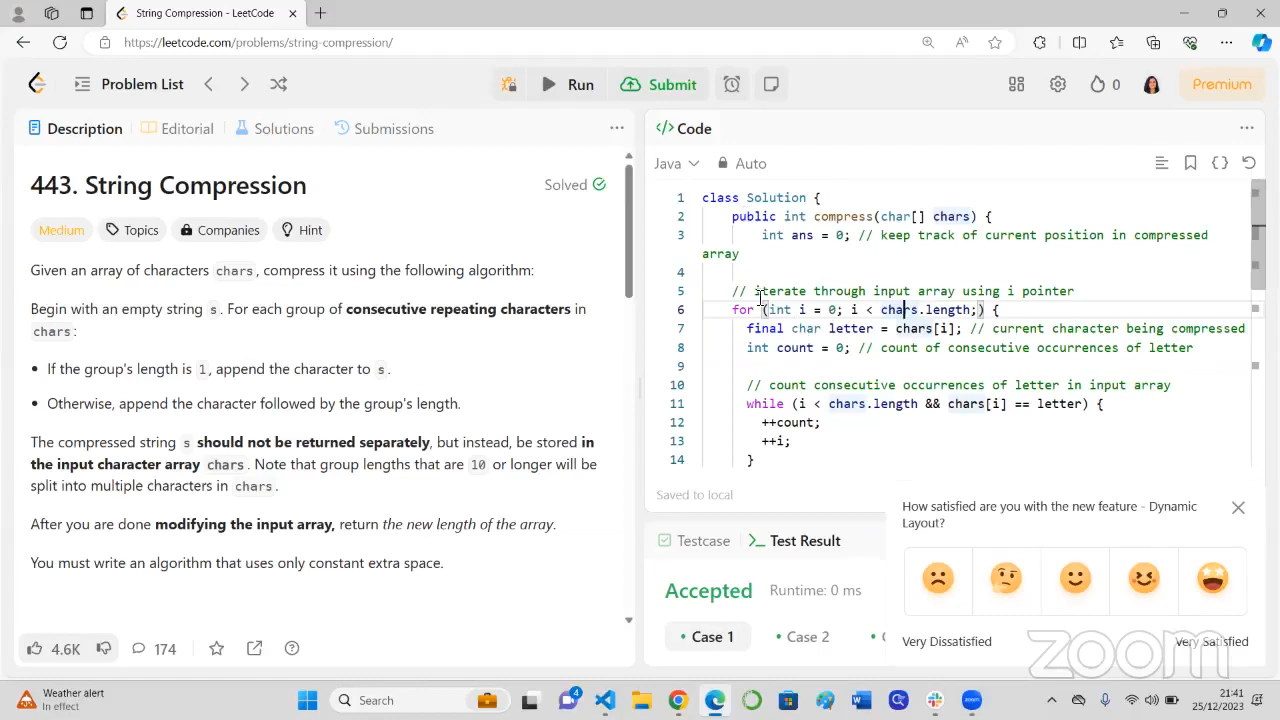 String Compression - LeetCode
https://leetcode.com/problems/string-compression/
Problem List
Run
Submit
0
Premium
Description
Editorial
Solutions
Submissions
Code
443. String Compression
Solved
Java
Auto
Medium
Topics
Companies
Hint
Given an array of characters chars, compress it using the following algorithm:
Begin with an empty string s. For each group of consecutive repeating characters in
chars:
If the group's length is 1, append the character to s.
Otherwise, append the character followed by the group's length.
The compressed string s should not be returned separately, but instead, be stored in
the input character array chars. Note that group lengths that are 10 or longer will be
split into multiple characters in chars.
After you are done modifying the input array, return the new length of the array.
You must write an algorithm that uses only constant extra space.
4.6K
174
1 class Solution {
2 public int compress(char[] chars) {
3 int ans = 0; // keep track of current position in compressed
array
4
5 // iterate through input array using i pointer
6 for (int i = 0; i < chars.length;) {
7 final char letter = chars[i]; // current character being compressed
8 int count = 0; // count of consecutive occurrences of letter
9
10 // count consecutive occurrences of letter in input array
11 while (i < chars.length && chars[i] == letter) {
12 ++count;
13 ++i;
14 }
Saved to local
Testcase
Test Result
Accepted
Runtime: 0 ms
• Case 1
• Case 2
How satisfied are you with the new feature - Dynamic
Layout?
Very Dissatisfied
Very Satisfied
zoom
Weather alert
In effect
Search
4
zoom
21:41
25/12/2023